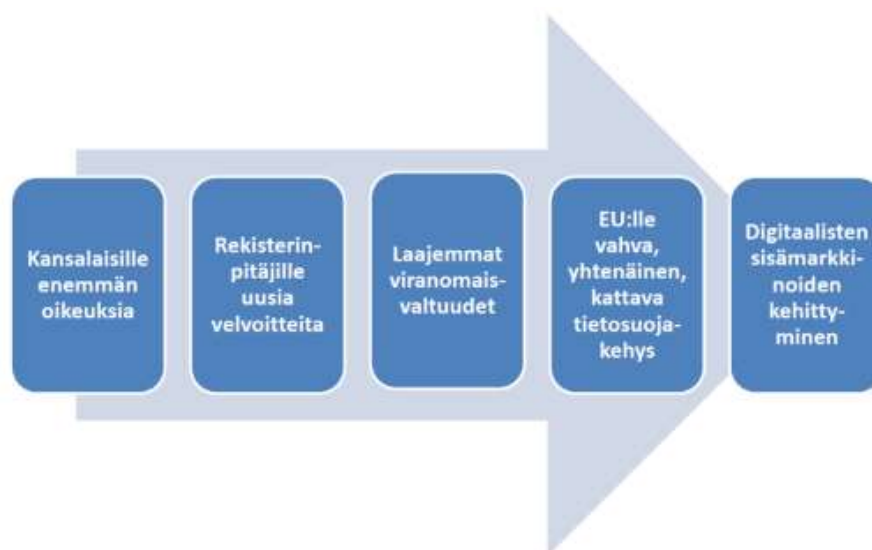 Kansalaisille
enemmän
oikeuksia
Rekisterin-
pitäjille
uusia
velvoitteita
Laajemmat
viranomais-
valtuudet
EU:lle
vahva,
yhtenäinen,
kattava
tietosuoja-
kehys
Digitaalisten
sisämarkki-
noiden
kehitty-
minen